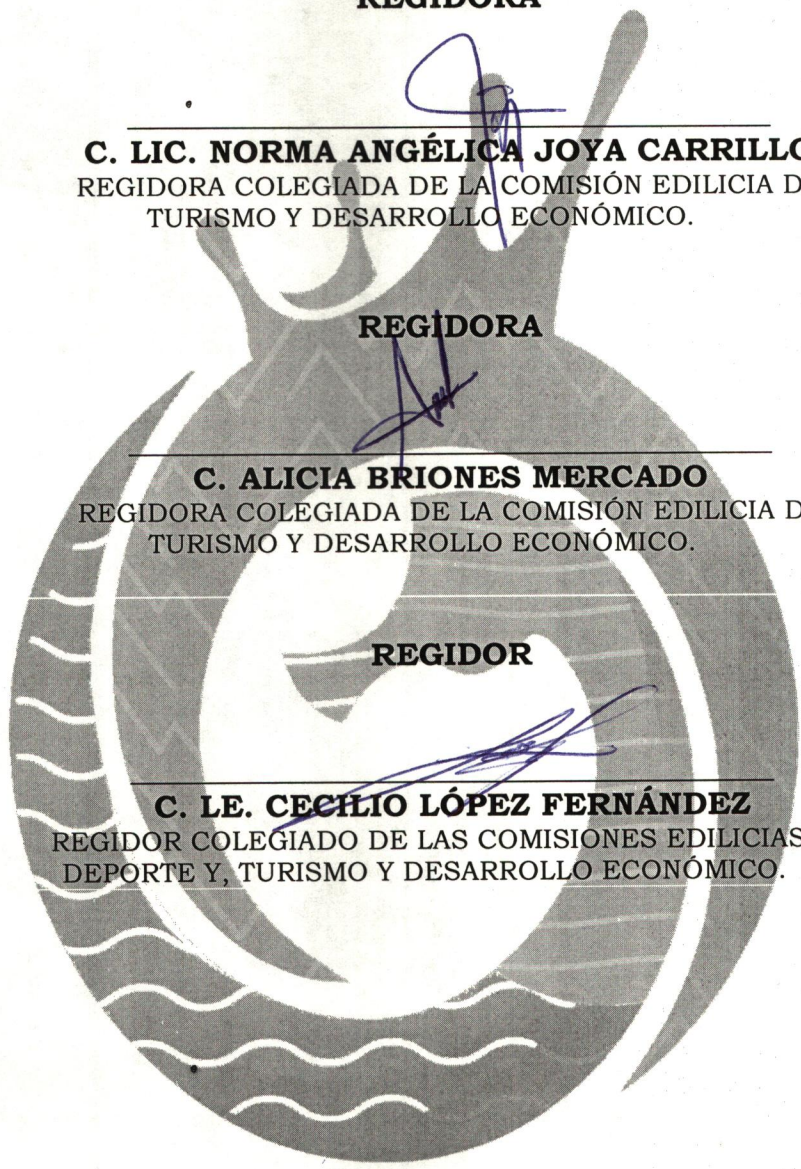 REGIDORA
C. LIC. NORMA ANGÉLICA JOYA CARRILLO
REGIDORA COLEGIADA DE LA COMISIÓN EDILICIA D
TURISMO Y DESARROLLO ECONÓMICO.
REGIDORA
C. ALICIA BRIONES MERCADO
REGIDORA COLEGIADA DE LA COMISIÓN EDILICIA D
TURISMO Y DESARROLLO ECONÓMICO.
REGIDOR
C. LE. CECILIO LÓPEZ FERNÁNDEZ
REGIDOR COLEGIADO DE LAS COMISIONES EDILICIAS
DEPORTE Y, TURISMO Y DESARROLLO ECONÓMICO.